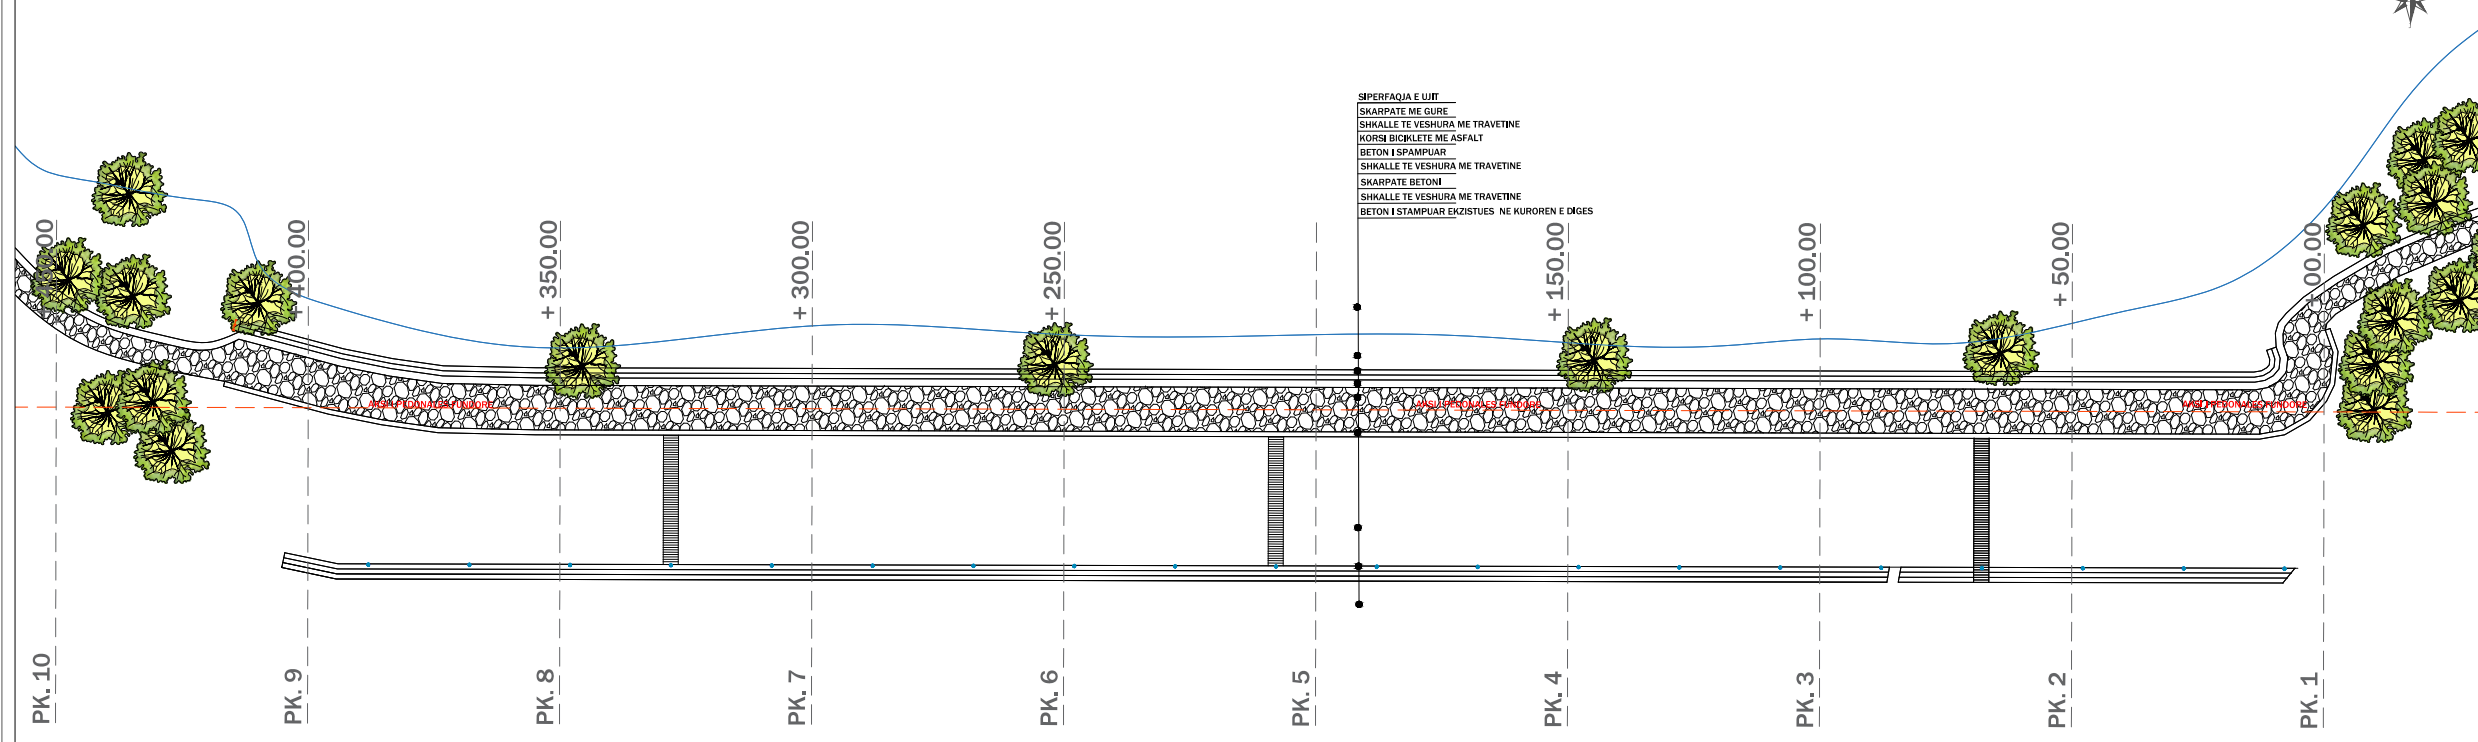 SIPERFAQJA E UJIT
SKARPATE ME GURE
SHKALLE TE VESHURA ME TRAVETINE
KORSI BICIKLETE ME ASFALT
BETON I SPAMPUAR
SHKALLE TE VESHURA ME TRAVETINE
SKARPATE BETONI
SHKALLE TE VESHURA ME TRAVETINE
BETON I STAMPUAR EKZISTUES NE KUROREN E DIGES
+ 400.00
+ 350.00
+ 300.00
+ 250.00
+ 150.00
+ 100.00
+ 50.00
+ 00.00
PK. 10
PK. 9
PK. 8
PK. 7
PK. 6
PK. 5
PK. 4
PK. 3
PK. 2
PK. 1